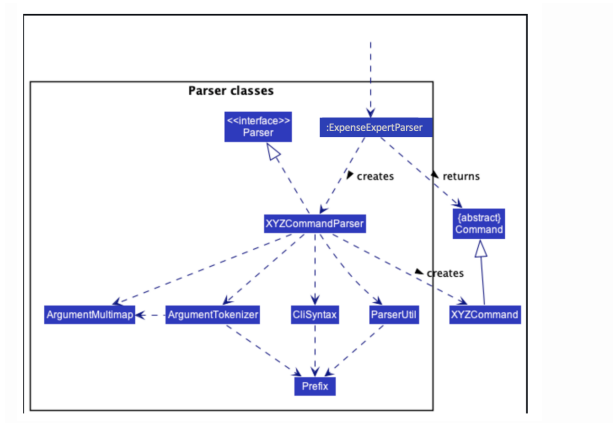 Parser classes
<<interface>>
Parser
:ExpenseExpertParser
creates
returns
XYZCommandParser
{abstract}
Command
creates
ArgumentMultimap
ArgumentTokenizer
CliSyntax
ParserUtil
XYZCommand
Prefix